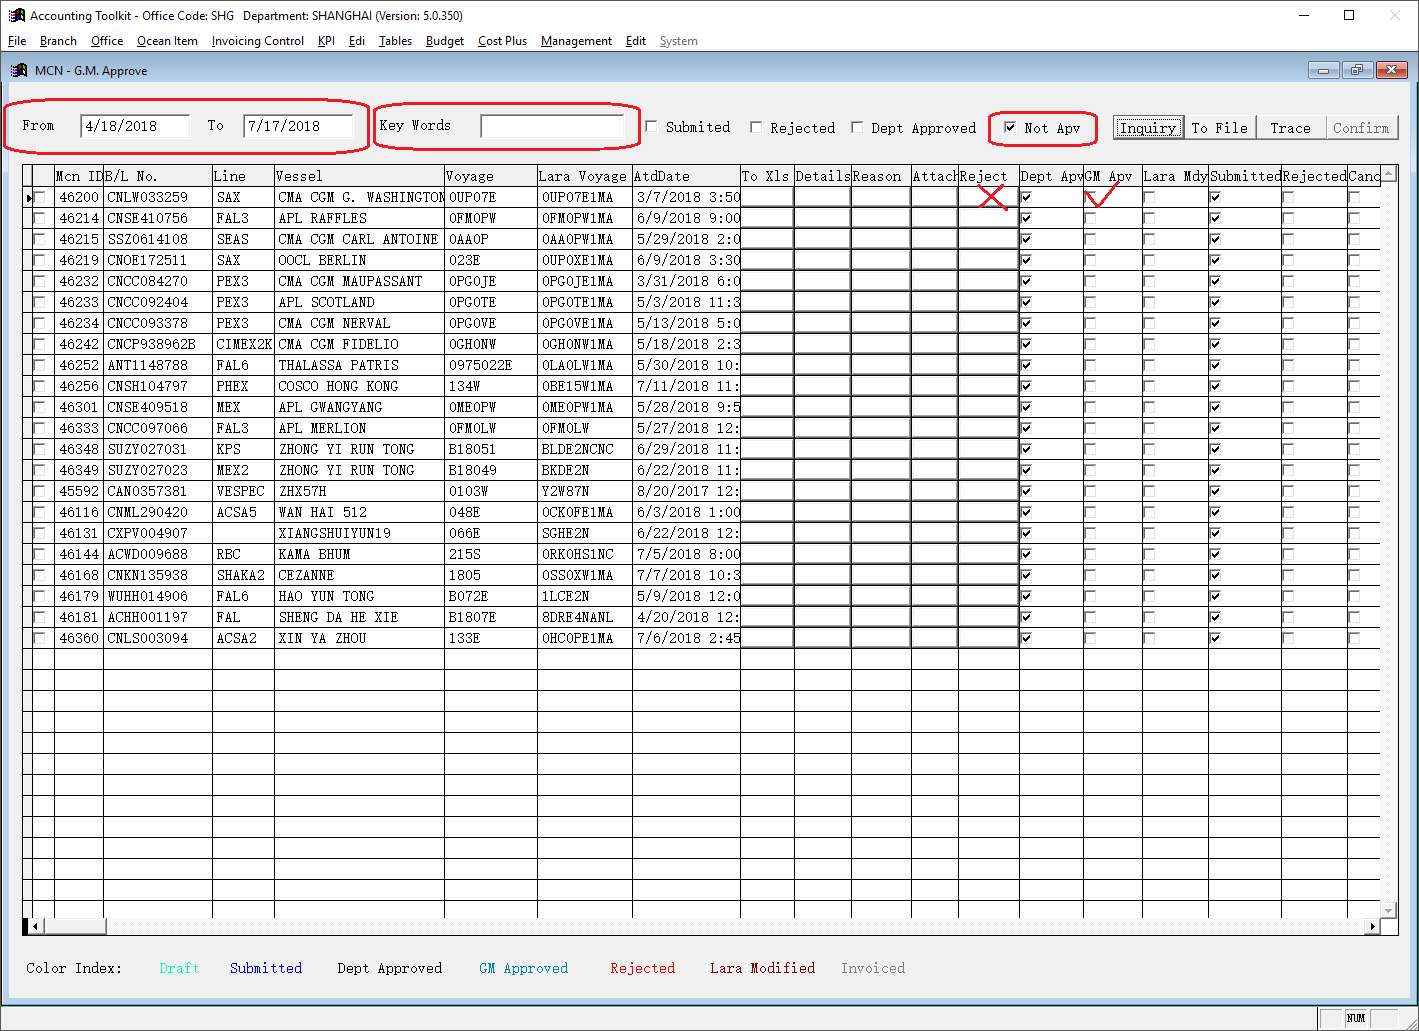 Accounting Toolkit - Office Code: SHG   Department: SHANGHAI (Version: 5.0.350)
File Branch Office Ocean Item Invoicing Control KPI Edi Tables Budget Cost Plus Management Edit System
MCN - G.M. Approve
From 4/18/2018 To 7/17/2018 Key Words Submited Rejected Dept Approved Not Apv Inquiry To File Trace Confirm
Mcn ID B/L No. Line Vessel Voyage Lara Voyage AtdDate To Xls Details Reason Attach Reject Dept Apv GM Apv Lara Mdy Submitted Rejected Canc
46200 CNLW033259 SAX CMA CGM G. WASHINGTON 0UP07E 0UP07E1MA 3/7/2018 3:50
46214 CNSE410756 FAL3 APL RAFFLES 0FM0PW 0FM0PW1MA 6/9/2018 9:00
46215 SSZ0614108 SEAS CMA CGM CARL ANTOINE 0AA0P 0AA0PW1MA 5/29/2018 2:0
46219 CNOE172511 SAX OOCL BERLIN 023E 0UP0XE1MA 6/9/2018 3:30
46232 CNCC084270 PEX3 CMA CGM MAUPASSANT 0PG0JE 0PG0JE1MA 3/31/2018 6:0
46233 CNCC092404 PEX3 APL SCOTLAND 0PG0TE 0PG0TE1MA 5/3/2018 11:3
46234 CNCC093378 PEX3 CMA CGM NERVAL 0PG0VE 0PG0VE1MA 5/13/2018 5:0
46242 CNCP938962B CIMEX2K CMA CGM FIDELIO 0GH0NW 0GH0NW1MA 5/18/2018 2:3
46252 ANT1148788 FAL6 THALASSA PATRIS 0975022E 0LA0LW1MA 5/30/2018 10:
46256 CNSH104797 PHEX COSCO HONG KONG 134W 0BE15W1MA 7/11/2018 11:
46301 CNSE409518 MEX APL GWANGYANG 0ME0PW 0ME0PW1MA 5/28/2018 9:5
46333 CNCC097066 FAL3 APL MERLION 0FM0LW 0FM0LW 5/27/2018 12:
46348 SUZY027031 KPS ZHONG YI RUN TONG B18051 BLDE2NCNC 6/29/2018 11:
46349 SUZY027023 MEX2 ZHONG YI RUN TONG B18049 BKDE2N 6/22/2018 11:
45592 CAN0357381 VESPEC ZHX57H 0103W Y2W87N 8/20/2017 12:
46116 CNML290420 ACSA5 WAN HAI 512 048E 0CK0FE1MA 6/3/2018 1:00
46131 CXPV004907 XIANGSHUIYUN19 066E SGHE2N 6/22/2018 12:
46144 ACWD009688 RBC KAMA BHUM 215S 0RK0HS1NC 7/5/2018 8:00
46168 CNKN135938 SHAKA2 CEZANNE 1805 0SS0XW1MA 7/7/2018 10:3
46179 WUHH014906 FAL6 HAO YUN TONG B072E 1LCE2N 5/9/2018 12:0
46181 ACHH001197 FAL SHENG DA HE XIE B1807E 8DRE4NANL 4/20/2018 12:
46360 CNLS003094 ACSA2 XIN YA ZHOU 133E 0HC0PE1MA 7/6/2018 2:45
Color Index: Draft Submitted Dept Approved GM Approved Rejected Lara Modified Invoiced
NUM